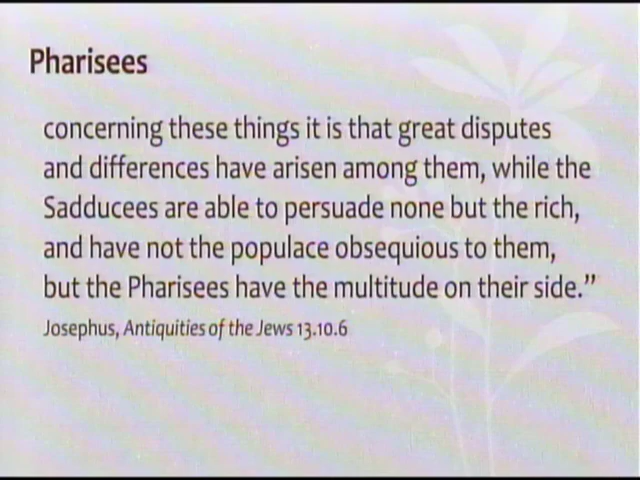 Pharisees
concerning these things it is that great disputes
and differences have arisen among them, while the
Sadducees are able to persuade none but the rich,
and have not the populace obsequious to them,
but the Pharisees have the multitude on their side.”
Josephus, Antiquities of the Jews 13.10.6